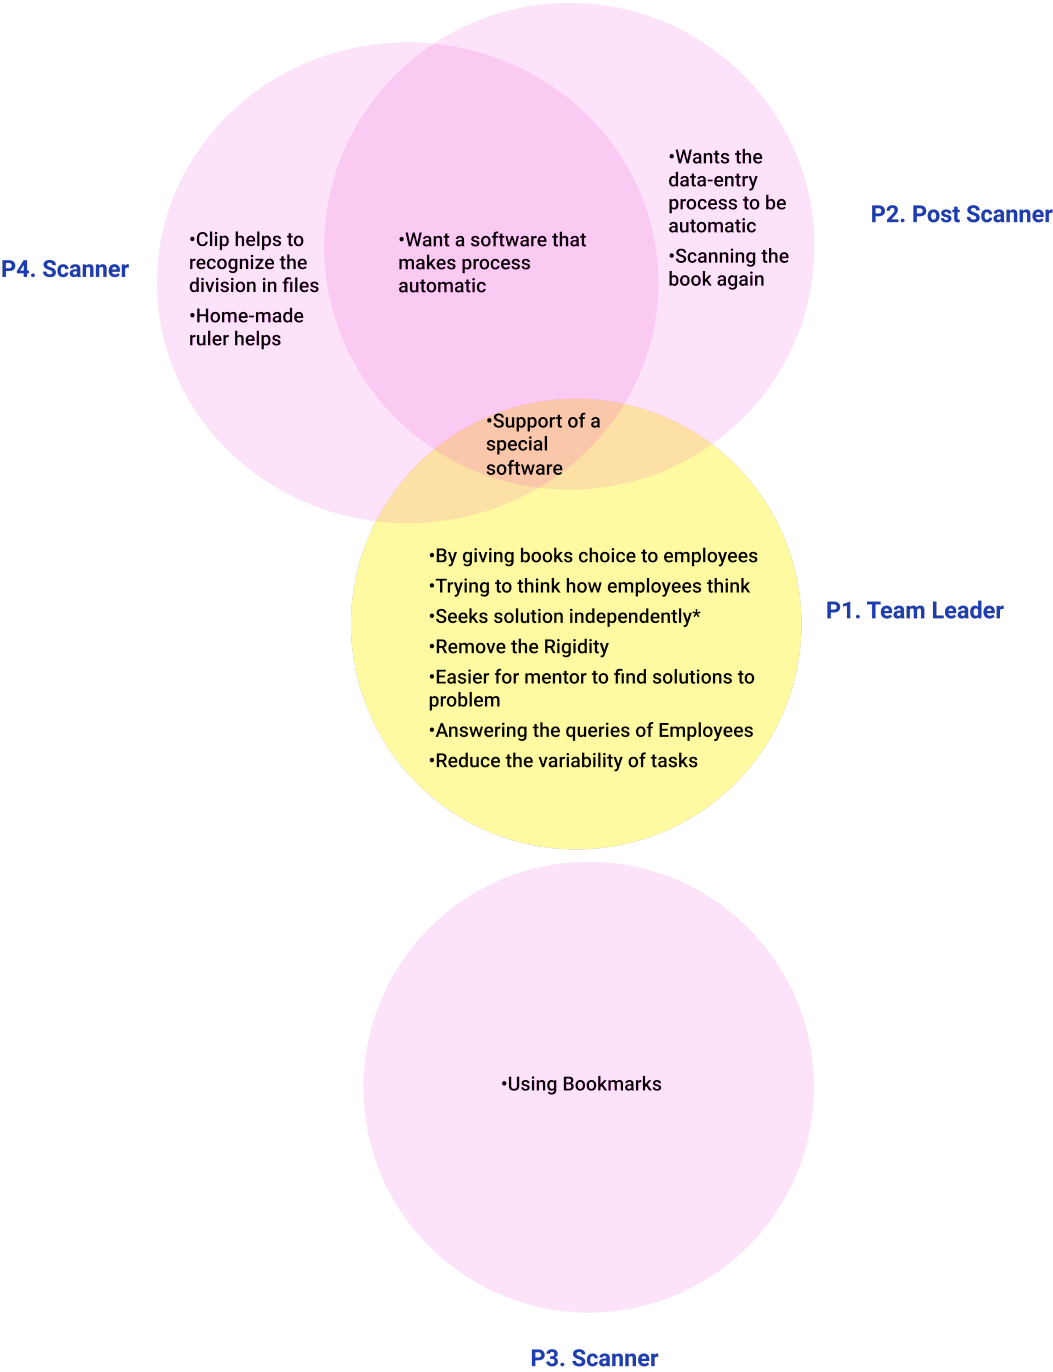 •Wants the
data-entry
process to be
automatic
•Scanning the
book again
P2. Post Scanner
P4. Scanner
•Clip helps to
recognize the
division in files
•Home-made
ruler helps
•Want a software that
makes process
automatic
•Support of a
special
software
•By giving books choice to employees
•Trying to think how employees think
•Seeks solution independently*
•Remove the Rigidity
•Easier for mentor to find solutions to
problem
•Answering the queries of Employees
•Reduce the variability of tasks
P1. Team Leader
•Using Bookmarks
P3. Scanner